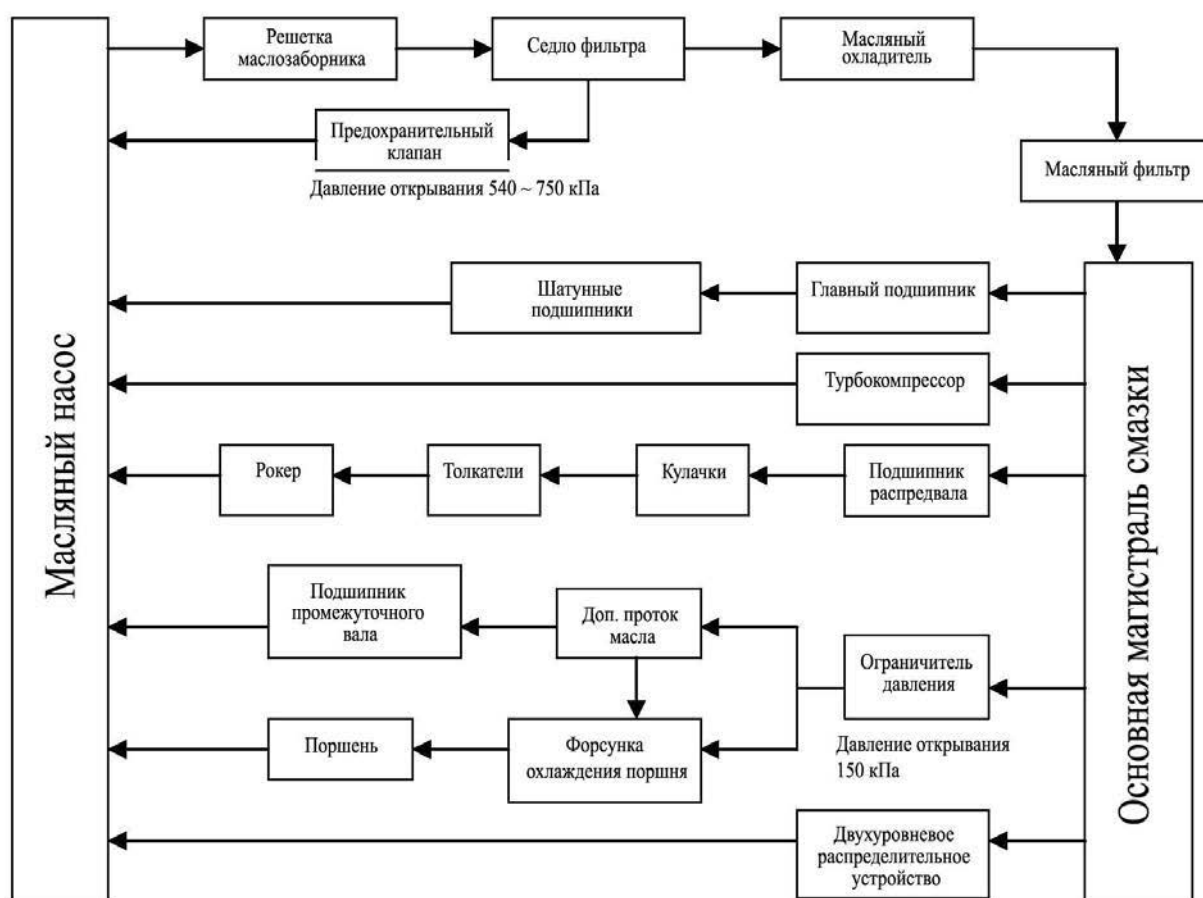 Решетка
маслозаборника
Седло фильтра
Масляный
охладитель
Предохранительный
клапан
Давление открывания 540 ~ 750 кПа
Масляный фильтр
Масляный насос
Основная магистраль смазки
Шатунные
подшипники
Главный подшипник
Турбокомпрессор
Рокер
Толкатели
Кулачки
Подшипник
распредвала
Подшипник
промежуточного
вала
Доп. проток
масла
Ограничитель
давления
Давление открывания
150 кПа
Поршень
Форсунка
охлаждения поршня
Двухуровневое
распределительное
устройство